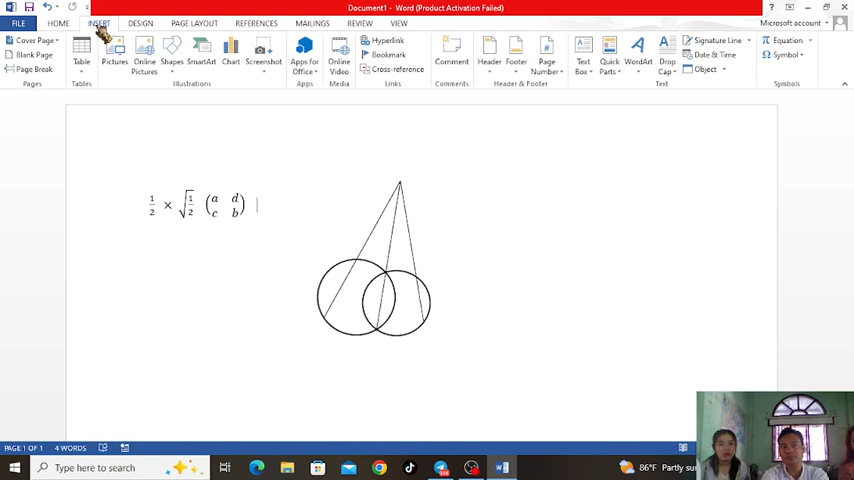 Document1 - Word (Product Activation Failed)
FILE HOME INSERT DESIGN PAGE LAYOUT REFERENCES MAILINGS REVIEW VIEW Microsoft account
Cover Page
Blank Page
Page Break
Pages
Table
Tables
Pictures
Online Pictures
Shapes
SmartArt
Chart
Screenshot
Illustrations
Apps for Office
Apps
Online Video
Media
Hyperlink
Bookmark
Cross-reference
Links
Comment
Comments
Header
Footer
Page Number
Header & Footer
Text Box
Quick Parts
WordArt
Drop Cap
Signature Line
Date & Time
Object
Text
Equation
Symbol
Symbols
1/2 × √1/2 (a d
c b)
PAGE 1 OF 1 4 WORDS
Type here to search
86°F Partly sun